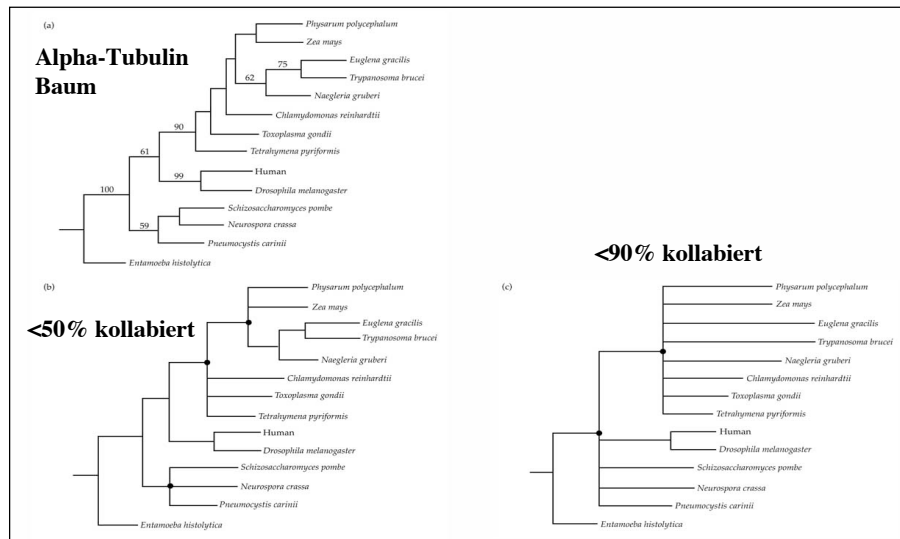 (a)
Alpha-Tubulin
Baum
Physarum polycephalum
Zea mays
75
Euglena gracilis
62
Trypanosoma brucei
Naegleria gruberi
Chlamydomonas reinhardtii
90
Toxoplasma gondii
Tetrahymena pyriformis
61
99
Human
Drosophila melanogaster
100
Schizosaccharomyces pombe
59
Neurospora crassa
Pneumocystis carinii
Entamoeba histolytica
(b)
<50% kollabiert
Physarum polycephalum
Zea mays
Euglena gracilis
Trypanosoma brucei
Naegleria gruberi
Chlamydomonas reinhardtii
Toxoplasma gondii
Tetrahymena pyriformis
Human
Drosophila melanogaster
Schizosaccharomyces pombe
Neurospora crassa
Pneumocystis carinii
Entamoeba histolytica
<90% kollabiert
(c)
Physarum polycephalum
Zea mays
Euglena gracilis
Trypanosoma brucei
Naegleria gruberi
Chlamydomonas reinhardtii
Toxoplasma gondii
Tetrahymena pyriformis
Human
Drosophila melanogaster
Schizosaccharomyces pombe
Neurospora crassa
Pneumocystis carinii
Entamoeba histolytica